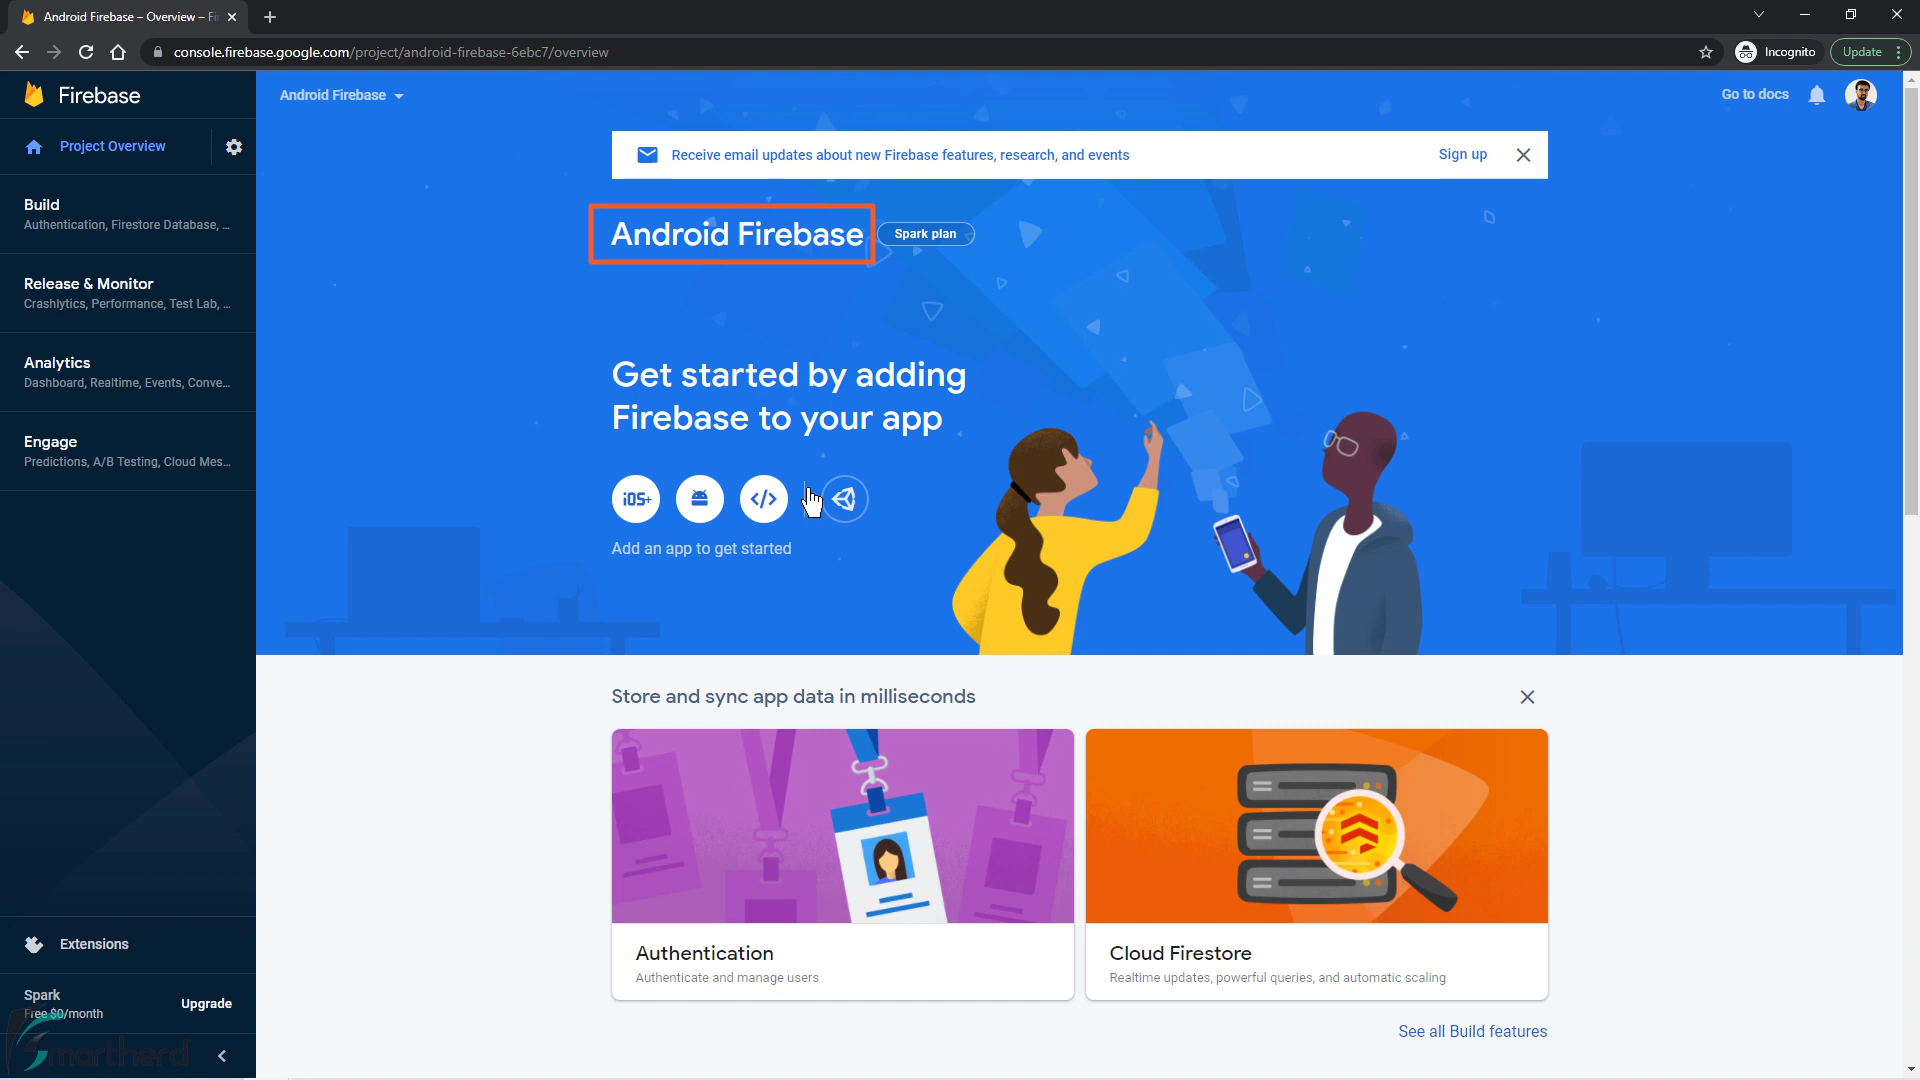 Android Firebase – Overview – Fi
console.firebase.google.com/project/android-firebase-6ebc7/overview
Incognito
Update
Firebase
Android Firebase
Go to docs
Project Overview
Receive email updates about new Firebase features, research, and events
Sign up
Build
Authentication, Firestore Database, ...
Android Firebase
Spark plan
Release & Monitor
Crashlytics, Performance, Test Lab, ...
Analytics
Dashboard, Realtime, Events, Conve...
Get started by adding
Firebase to your app
Engage
Predictions, A/B Testing, Cloud Mes...
iOS+
</>
Add an app to get started
Store and sync app data in milliseconds
Authentication
Authenticate and manage users
Cloud Firestore
Realtime updates, powerful queries, and automatic scaling
See all Build features
Extensions
Spark
Free $0/month
Upgrade
smartherd